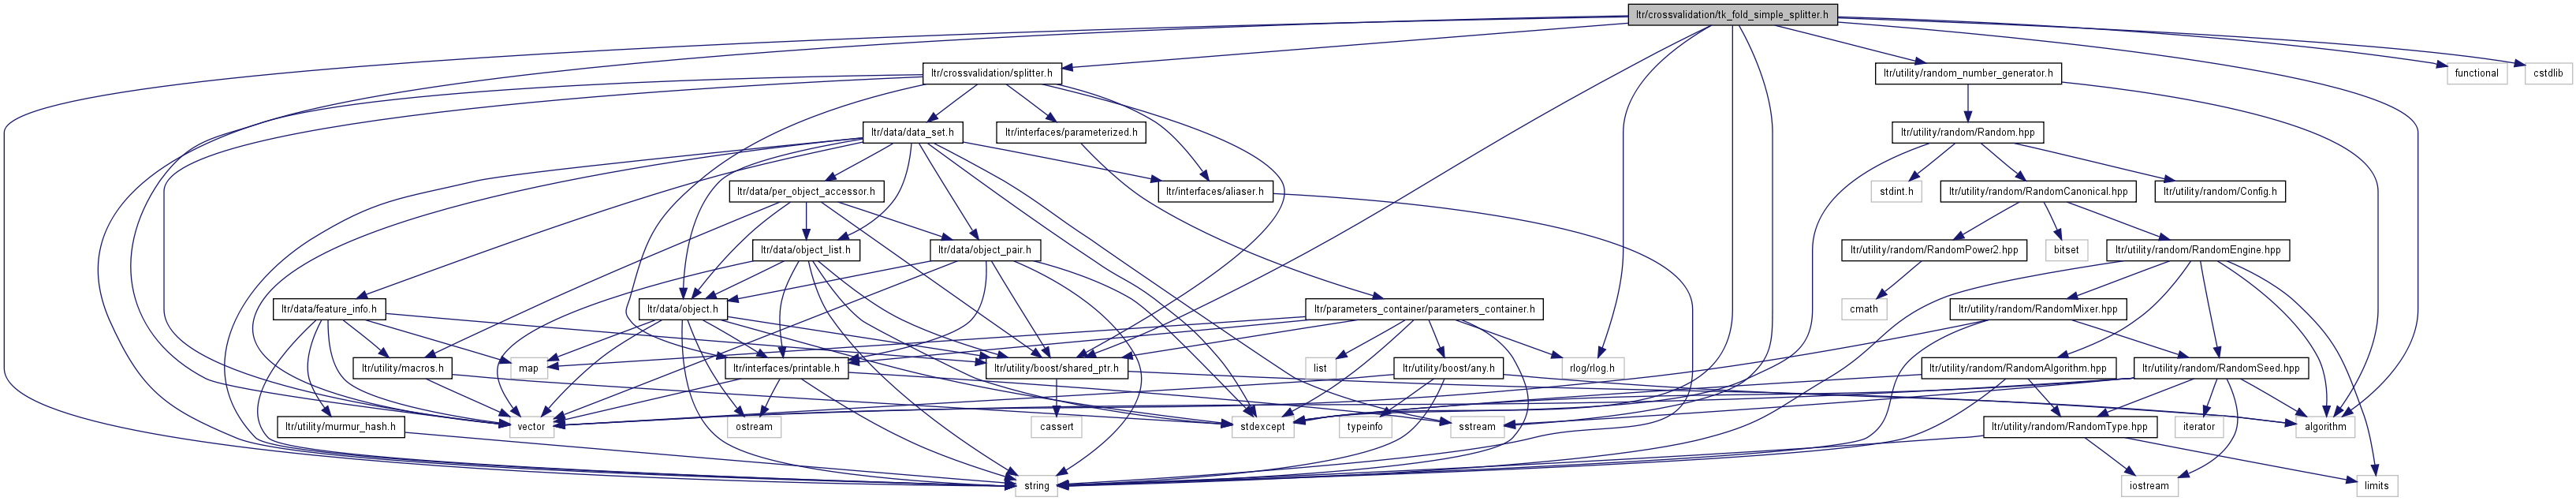 ltr/crossvalidation/tk_fold_simple_splitter.h
ltr/crossvalidation/splitter.h
ltr/utility/random_number_generator.h
functional
cstdlib
ltr/data/data_set.h
ltr/interfaces/parameterized.h
ltr/utility/random/Random.hpp
ltr/data/per_object_accessor.h
ltr/interfaces/aliaser.h
stdint.h
ltr/utility/random/RandomCanonical.hpp
ltr/utility/random/Config.h
ltr/data/object_list.h
ltr/data/object_pair.h
ltr/utility/random/RandomPower2.hpp
bitset
ltr/utility/random/RandomEngine.hpp
ltr/data/feature_info.h
ltr/data/object.h
ltr/parameters_container/parameters_container.h
cmath
ltr/utility/random/RandomMixer.hpp
ltr/utility/macros.h
map
ltr/interfaces/printable.h
ltr/utility/boost/shared_ptr.h
list
ltr/utility/boost/any.h
rlog/rlog.h
ltr/utility/random/RandomAlgorithm.hpp
ltr/utility/random/RandomSeed.hpp
ltr/utility/murmur_hash.h
vector
ostream
cassert
stdexcept
typeinfo
sstream
ltr/utility/random/RandomType.hpp
iterator
algorithm
string
iostream
limits